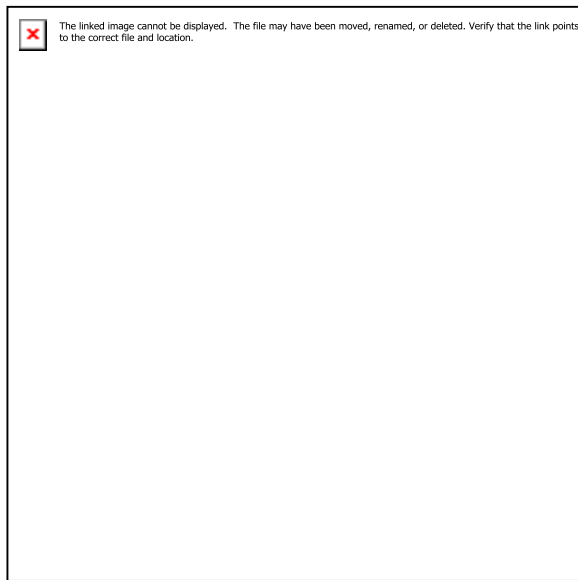 The linked image cannot be displayed.  The file may have been moved, renamed, or deleted. Verify that the link points
to the correct file and location.